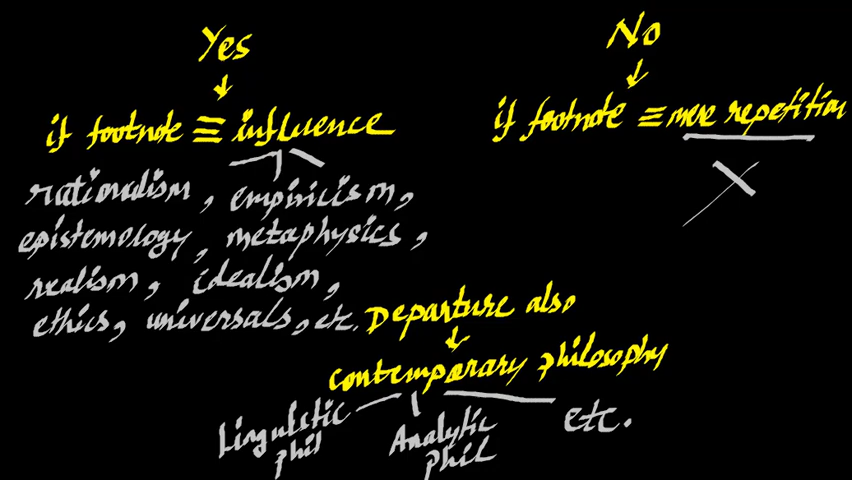 Yes
if footnote ≡ influence
rationalism, empiricism,
epistemology, metaphysics,
realism, idealism,
ethics, universals, etc.
No
if footnote ≡ mere repetition
Departure also
contemporary philosophy
Linguistic
phil
Analytic
phil
etc.